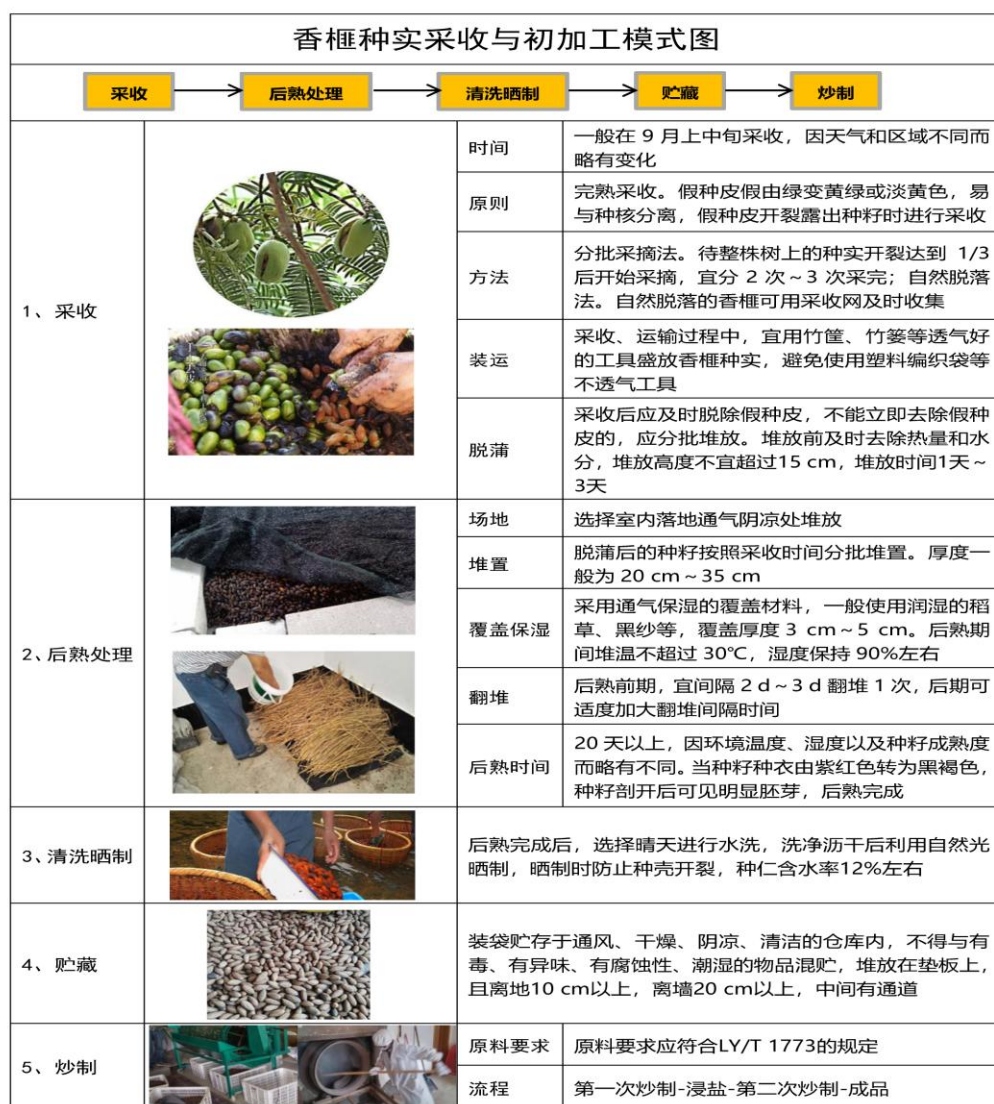 香榧种实采收与初加工模式图
采收
后熟处理
清洗晒制
贮藏
炒制
1、采收
时间
一般在 9 月上中旬采收，因天气和区域不同而
略有变化
原则
完熟采收。假种皮假由绿变黄绿或淡黄色，易
与种核分离，假种皮开裂露出种籽时进行采收
方法
分批采摘法。待整株树上的种实开裂达到 1/3
后开始采摘，宜分 2 次～3 次采完；自然脱落
法。自然脱落的香榧可用采收网及时收集
装运
采收、运输过程中，宜用竹筐、竹篓等透气好
的工具盛放香榧种实，避免使用塑料编织袋等
不透气工具
脱蒲
采收后应及时脱除假种皮，不能立即去除假种
皮的，应分批堆放。堆放前及时去除热量和水
分，堆放高度不宜超过15 cm，堆放时间1天～
3天
2、后熟处理
场地
选择室内落地通气阴凉处堆放
堆置
脱蒲后的种籽按照采收时间分批堆置。厚度一
般为 20 cm～35 cm
覆盖保湿
采用通气保湿的覆盖材料，一般使用润湿的稻
草、黑纱等，覆盖厚度 3 cm～5 cm。后熟期
间堆温不超过 30℃，湿度保持 90%左右
翻堆
后熟前期，宜间隔 2 d～3 d 翻堆 1 次，后期可
适度加大翻堆间隔时间
后熟时间
20 天以上，因环境温度、湿度以及种籽成熟度
而略有不同。当种籽种衣由紫红色转为黑褐色，
种籽剖开后可见明显胚芽，后熟完成
3、清洗晒制
后熟完成后，选择晴天进行水洗，洗净沥干后利用自然光
晒制，晒制时防止种壳开裂，种仁含水率12%左右
4、贮藏
装袋贮存于通风、干燥、阴凉、清洁的仓库内，不得与有
毒、有异味、有腐蚀性、潮湿的物品混贮，堆放在垫板上，
且离地10 cm以上，离墙20 cm以上，中间有通道
5、炒制
原料要求
原料要求应符合LY/T 1773的规定
流程
第一次炒制-浸盐-第二次炒制-成品